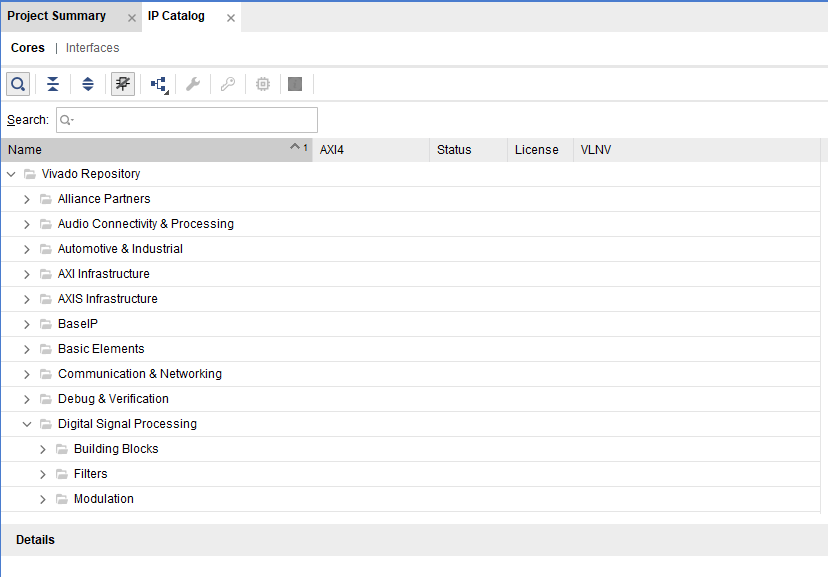 Project Summary
IP Catalog
Cores | Interfaces
Search:
Name 1 AXI4 Status License VLNV
Vivado Repository
Alliance Partners
Audio Connectivity & Processing
Automotive & Industrial
AXI Infrastructure
AXIS Infrastructure
BaseIP
Basic Elements
Communication & Networking
Debug & Verification
Digital Signal Processing
Building Blocks
Filters
Modulation
Details